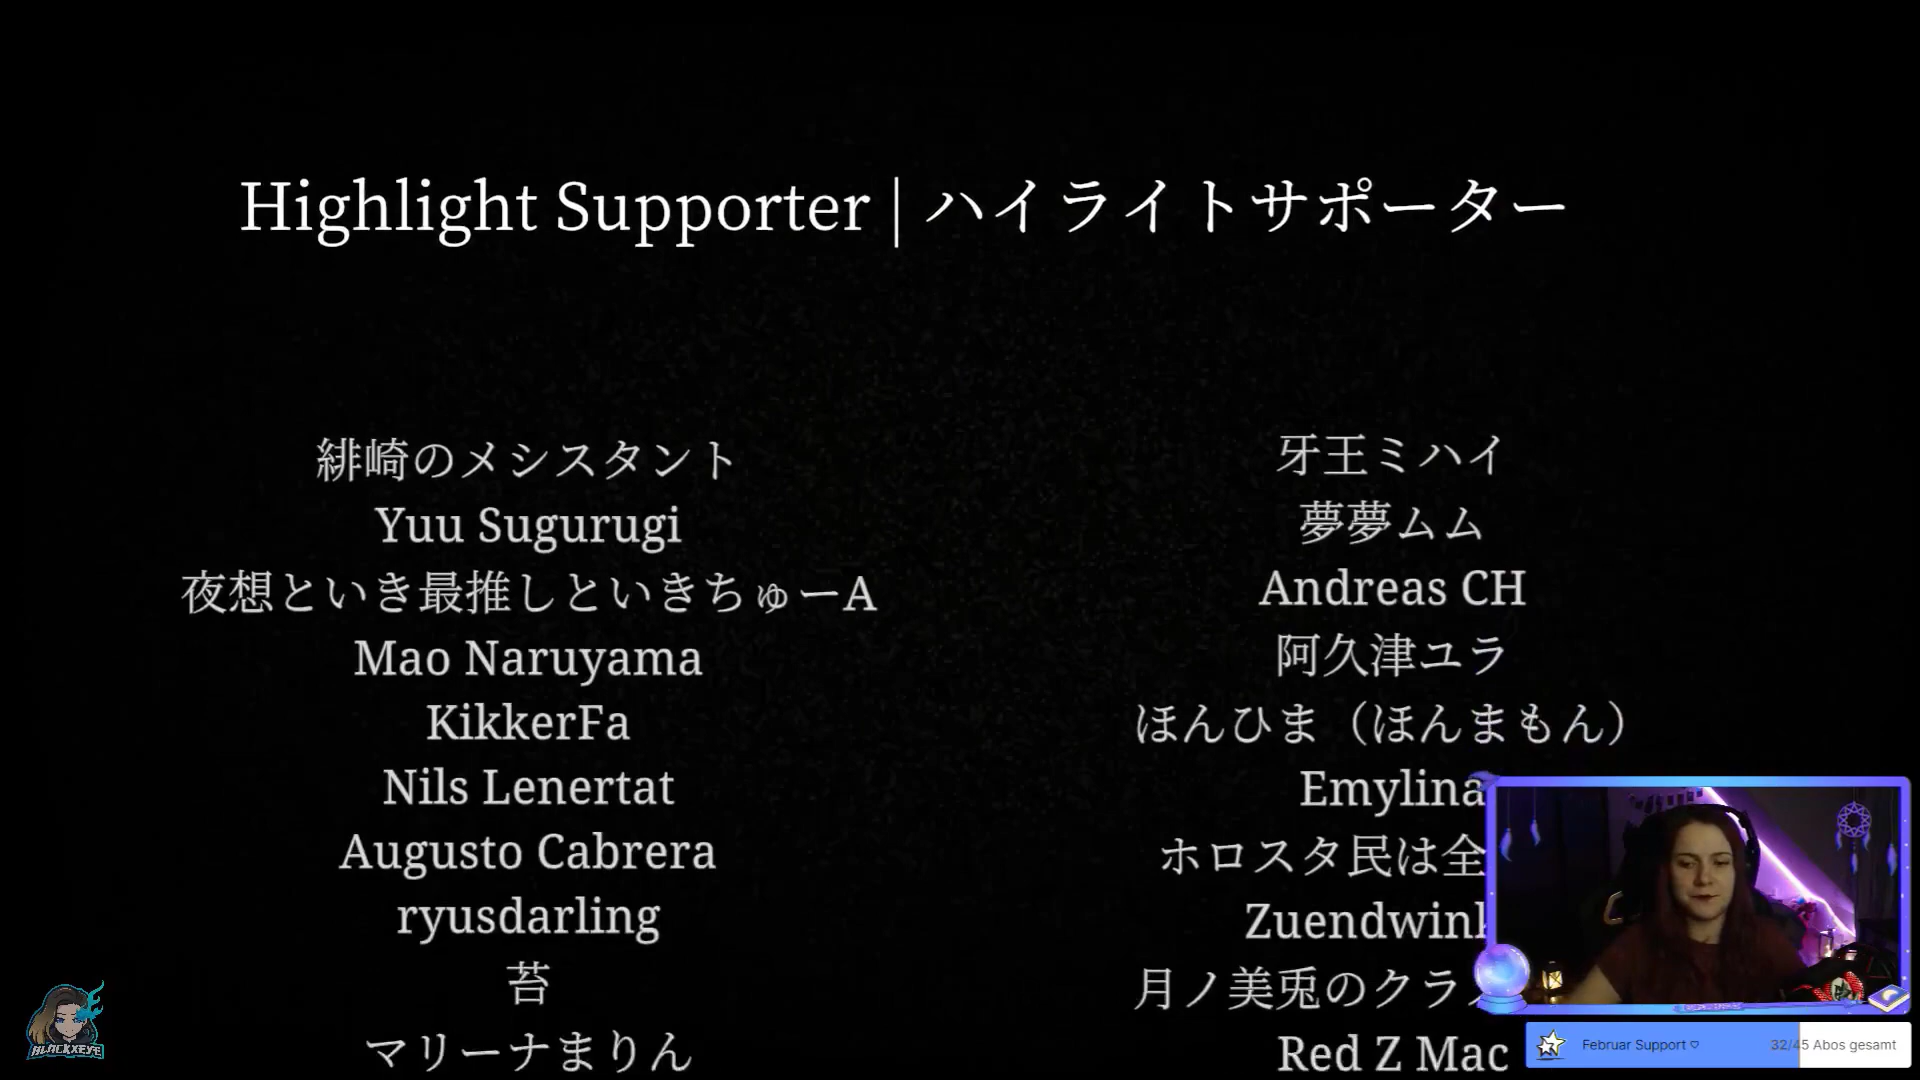 Highlight Supporter | ハイライトサポーター
緋崎のメシスタント
Yuu Sugurugi
夜想といき最推しといきちゅーA
Mao Naruyama
KikkerFa
Nils Lenertat
Augusto Cabrera
ryusdarling
苔
マリーナまりん
牙王ミハイ
夢夢ムム
Andreas CH
阿久津ユラ
ほんひま（ほんまもん）
Emylina
ホロスタ民は全
Zuendwin
月ノ美兎のクラ
Red Z Mac
BLACKXEYE
Februar Support ♡
32/45 Abos gesamt